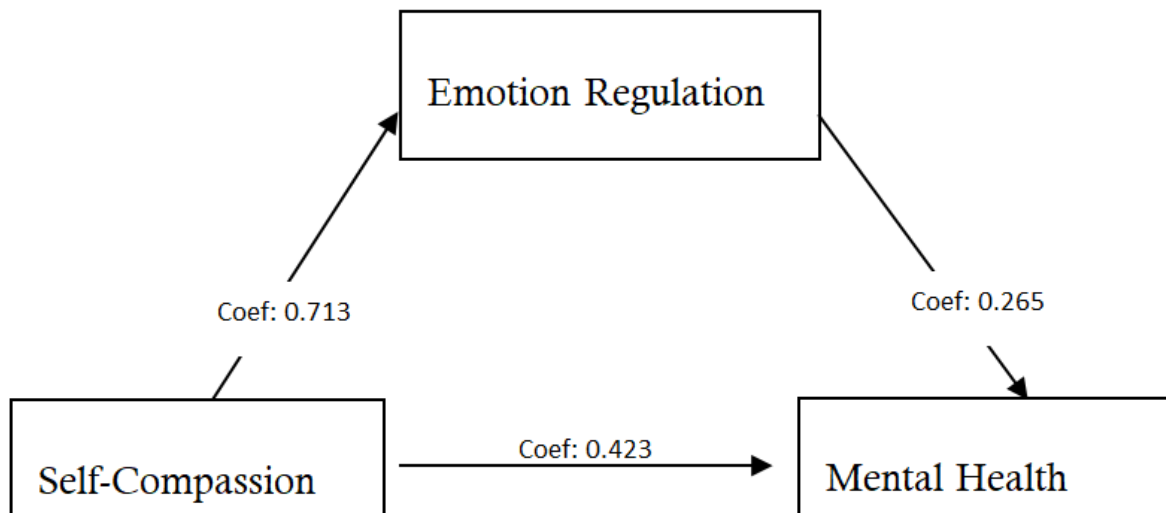 Emotion Regulation
Coef: 0.713
Coef: 0.265
Coef: 0.423
Self-Compassion
Mental Health